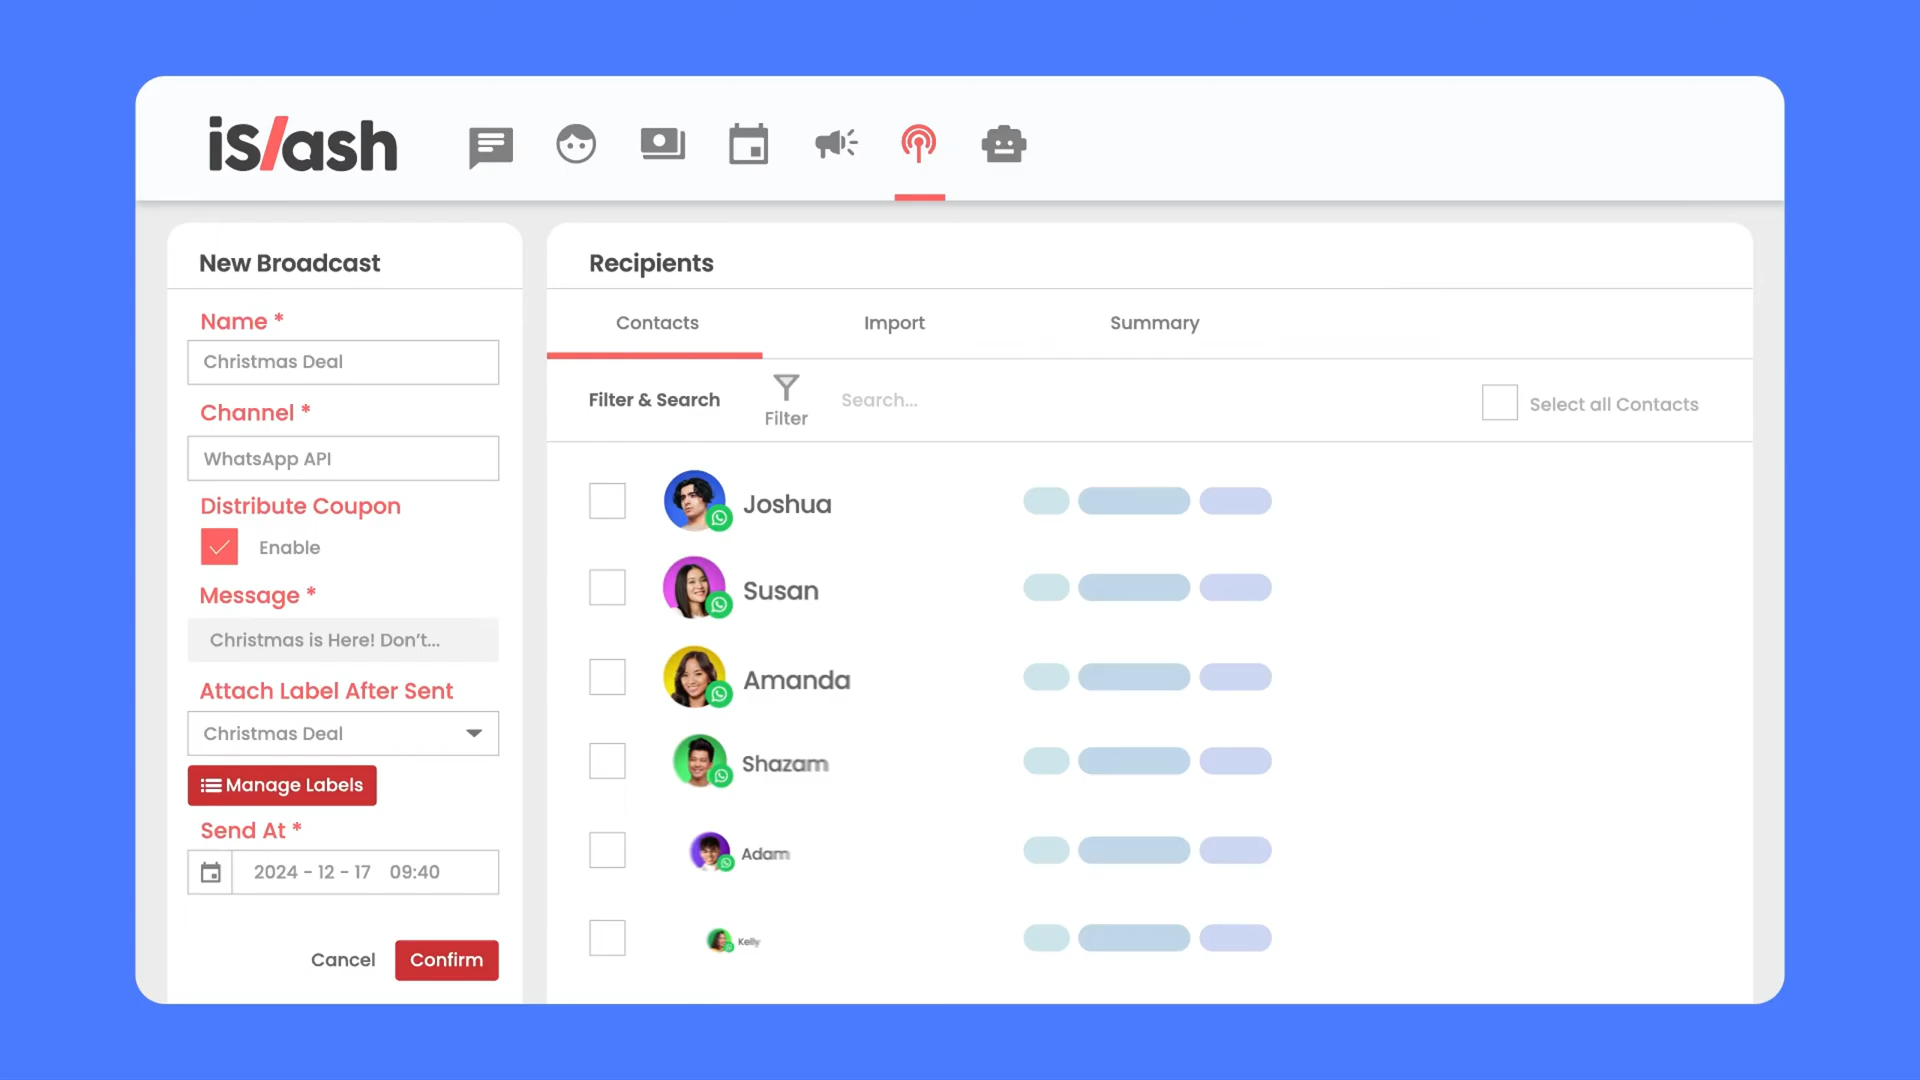 is/ash
New Broadcast
Name *
Christmas Deal
Channel *
WhatsApp API
Distribute Coupon
Enable
Message *
Christmas is Here! Don't...
Attach Label After Sent
Christmas Deal
Manage Labels
Send At *
2024 - 12 - 17 09:40
Cancel
Confirm
Recipients
Contacts
Import
Summary
Filter & Search
Filter
Search...
Select all Contacts
Joshua
Susan
Amanda
Shazam
Adam
Kelly